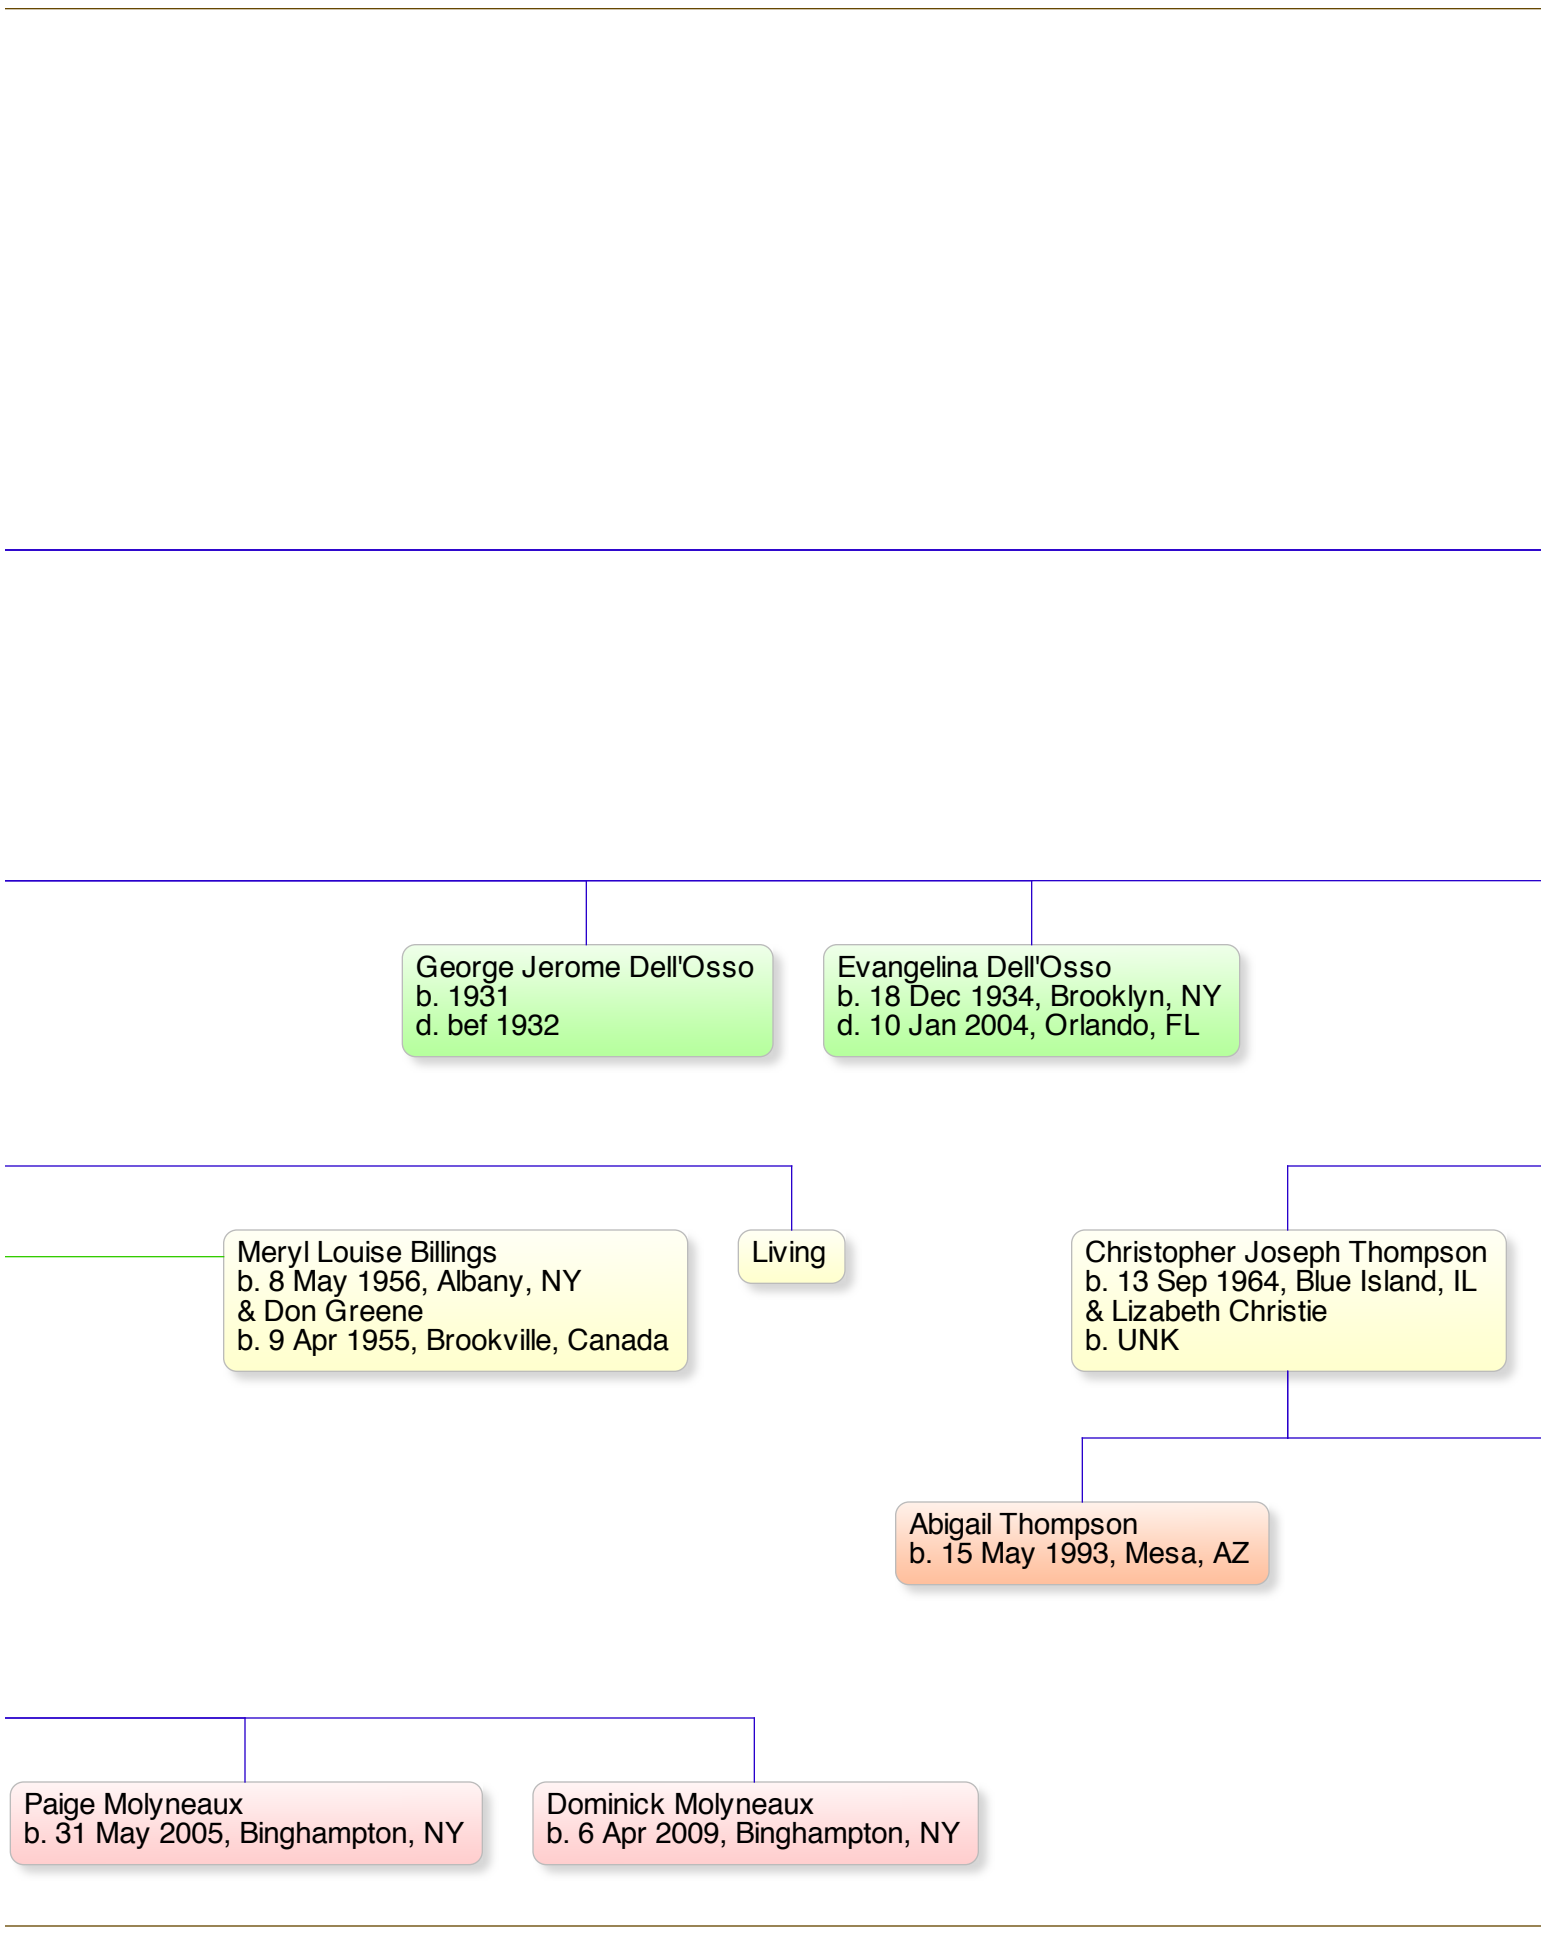 George Jerome Dell'Osso
b. 1931
d. bef 1932
Evangelina Dell'Osso
b. 18 Dec 1934, Brooklyn, NY
d. 10 Jan 2004, Orlando, FL
Meryl Louise Billings
b. 8 May 1956, Albany, NY
& Don Greene
b. 9 Apr 1955, Brookville, Canada
Living
Christopher Joseph Thompson
b. 13 Sep 1964, Blue Island, IL
& Lizabeth Christie
b. UNK
Abigail Thompson
b. 15 May 1993, Mesa, AZ
Paige Molyneaux
b. 31 May 2005, Binghampton, NY
Dominick Molyneaux
b. 6 Apr 2009, Binghampton, NY